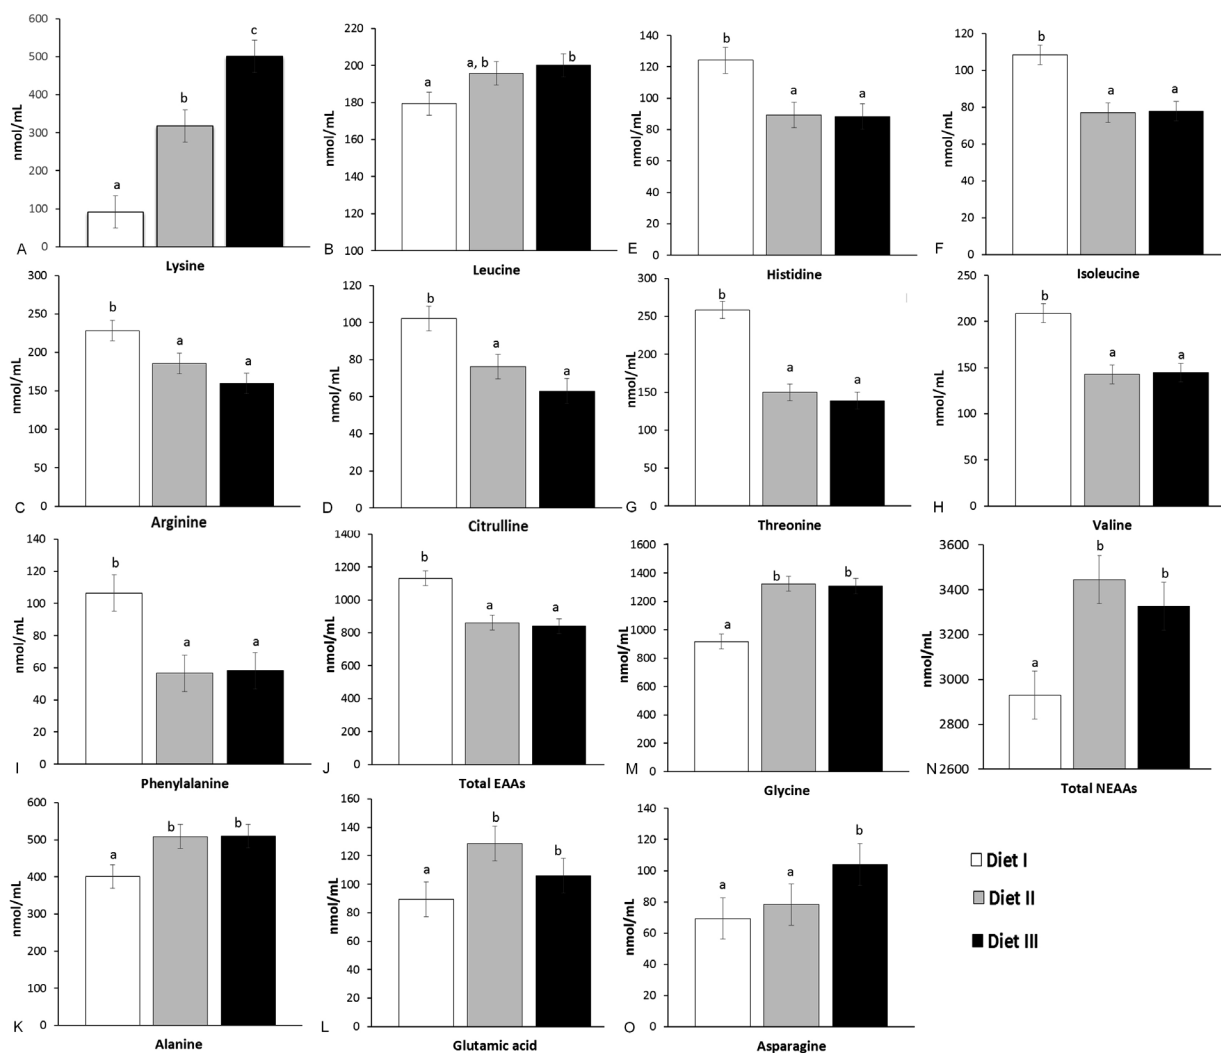 600
500
400
300
200
100
0
nmol/mL
a
b
c
A
Lysine
220
200
180
160
140
120
100
nmol/mL
a
a, b
b
B
Leucine
140
120
100
80
60
40
20
0
nmol/mL
b
a
a
E
Histidine
120
100
80
60
40
20
0
nmol/mL
b
a
a
F
Isoleucine
300
250
200
150
100
50
0
nmol/mL
b
a
a
C
Arginine
120
100
80
60
40
20
0
nmol/mL
b
a
a
D
Citrulline
300
250
200
150
100
50
0
nmol/mL
b
a
a
G
Threonine
250
200
150
100
50
0
nmol/mL
b
a
a
H
Valine
140
120
100
80
60
40
20
0
nmol/mL
b
a
a
I
Phenylalanine
1400
1200
1000
800
600
400
200
0
nmol/mL
b
a
a
J
Total EAAs
1600
1400
1200
1000
800
600
400
200
0
nmol/mL
a
b
b
M
Glycine
3600
3400
3200
2900
2800
2600
nmol/mL
a
b
b
N
Total NEAAs
600
500
400
300
200
100
0
nmol/mL
a
b
b
K
Alanine
160
140
120
100
80
60
40
20
0
nmol/mL
a
b
b
L
Glutamic acid
140
120
100
80
60
40
20
0
nmol/mL
a
a
b
O
Asparagine
Diet I
Diet II
Diet III